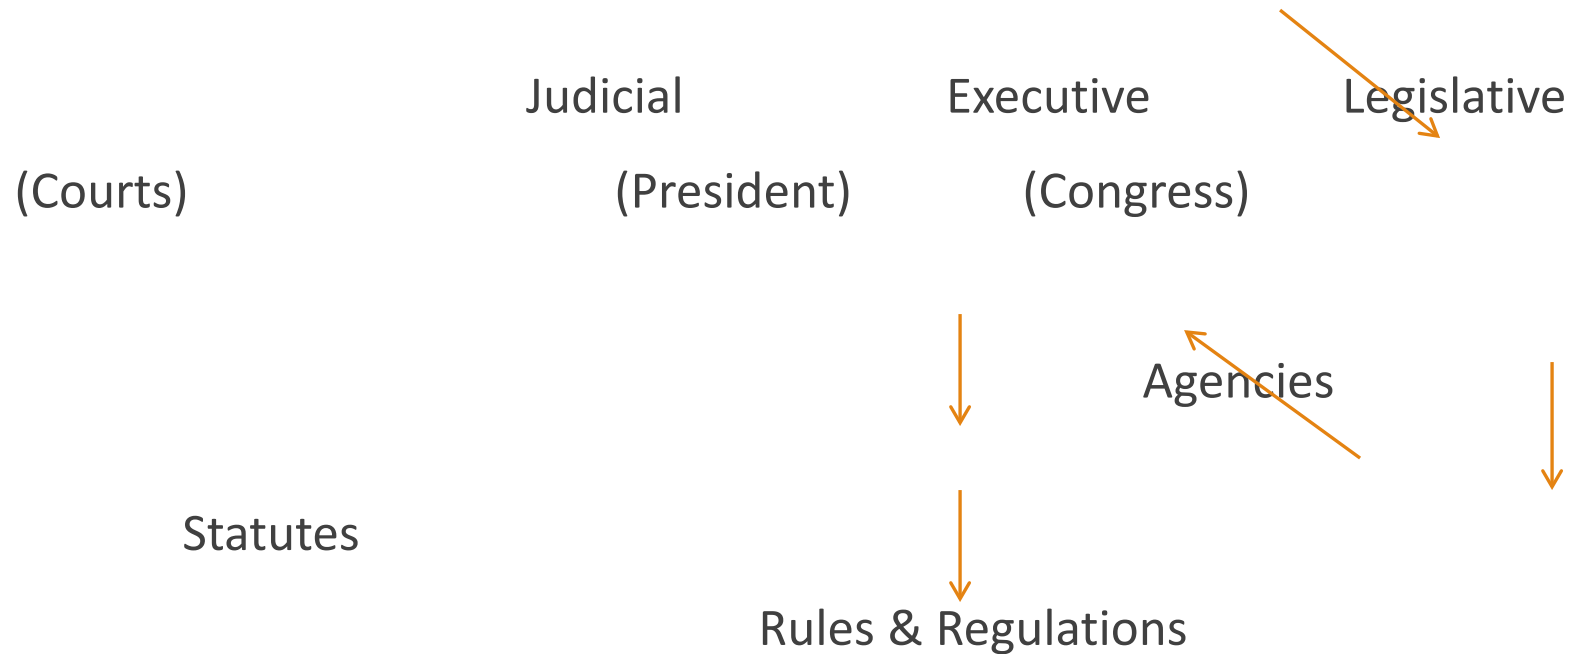 Judicial Executive Legislative
(Courts) (President) (Congress)
Agencies
Statutes
Rules & Regulations